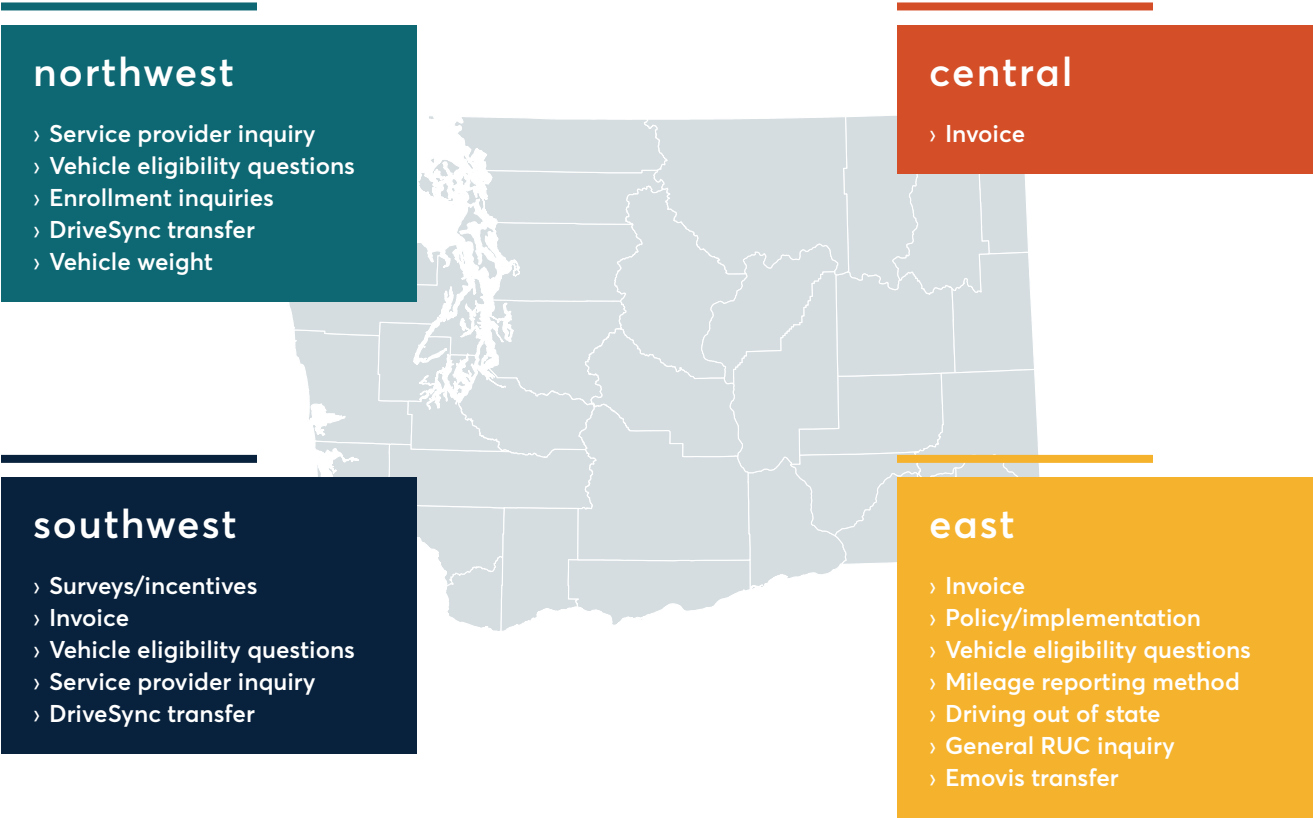 northwest
› Service provider inquiry
› Vehicle eligibility questions
› Enrollment inquiries
› DriveSync transfer
› Vehicle weight
central
› Invoice
southwest
› Surveys/incentives
› Invoice
› Vehicle eligibility questions
› Service provider inquiry
› DriveSync transfer
east
› Invoice
› Policy/implementation
› Vehicle eligibility questions
› Mileage reporting method
› Driving out of state
› General RUC inquiry
› Emovis transfer